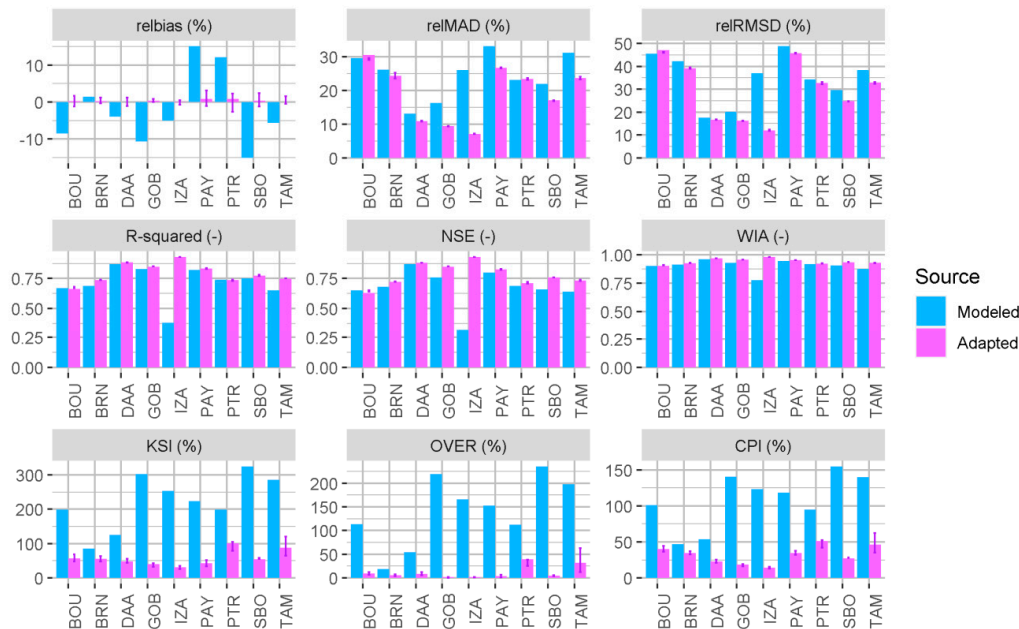 relbias (%)
relMAD (%)
relRMSD (%)
10
0
-10
30
20
10
0
50
40
30
20
10
0
BOU BRN DAA GOB IZA PAY PTR SBO TAM
BOU BRN DAA GOB IZA PAY PTR SBO TAM
BOU BRN DAA GOB IZA PAY PTR SBO TAM
R-squared (-)
NSE (-)
WIA (-)
0.75
0.50
0.25
0.00
0.75
0.50
0.25
0.00
1.00
0.75
0.50
0.25
0.00
BOU BRN DAA GOB IZA PAY PTR SBO TAM
BOU BRN DAA GOB IZA PAY PTR SBO TAM
BOU BRN DAA GOB IZA PAY PTR SBO TAM
KSI (%)
OVER (%)
CPI (%)
300
200
100
0
200
150
100
50
0
150
100
50
0
BOU BRN DAA GOB IZA PAY PTR SBO TAM
BOU BRN DAA GOB IZA PAY PTR SBO TAM
BOU BRN DAA GOB IZA PAY PTR SBO TAM
Source
Modeled
Adapted